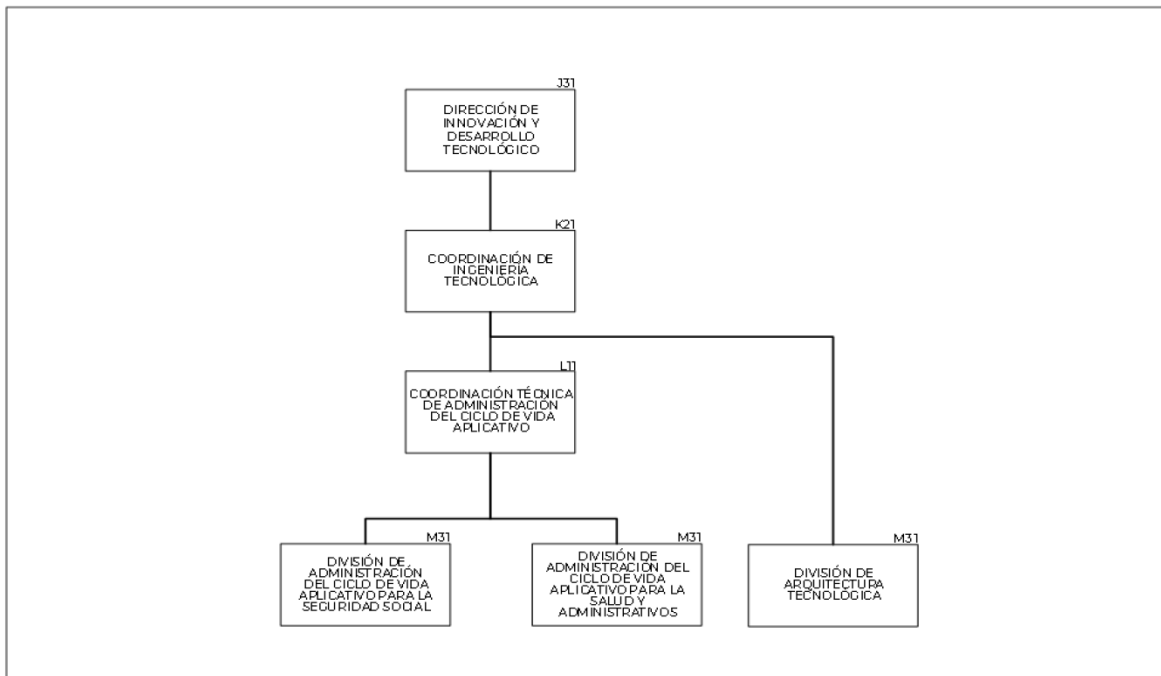 J31
DIRECCIÓN DE
INNOVACIÓN Y
DESARROLLO
TECNOLÓGICO
K21
COORDINACIÓN DE
INGENIERÍA
TECNOLÓGICA
L11
COORDINACIÓN TÉCNICA
DE ADMINISTRACIÓN
DEL CICLO DE VIDA
APLICATIVO
M31
DIVISIÓN DE
ADMINISTRACIÓN
DEL CICLO DE VIDA
APLICATIVO PARA LA
SEGURIDAD SOCIAL
M31
DIVISIÓN DE
ADMINISTRACIÓN DEL
CICLO DE VIDA
APLICATIVO PARA LA
SALUD Y
ADMINISTRATIVOS
M31
DIVISIÓN DE
ARQUITECTURA
TECNOLÓGICA